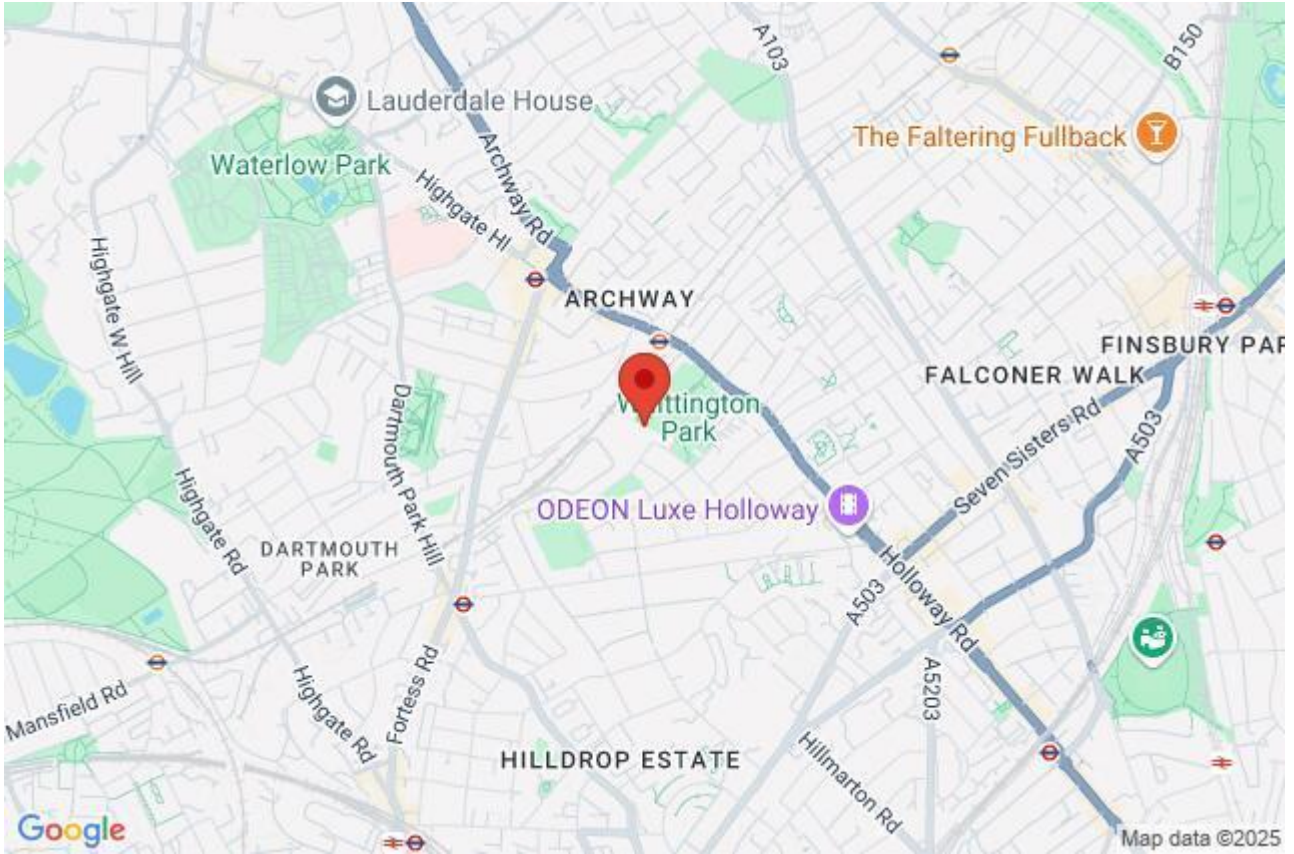 A103
B150
Lauderdale House
The Faltering Fullback
Waterlow Park
Archway Rd
Highgate Hl
Highgate W Hill
ARCHWAY
FINSBURY PAR
FALCONER WALK
Whittington
Park
Dartmouth Park Hill
Seven Sisters Rd
A503
ODEON Luxe Holloway
Highgate Rd
DARTMOUTH
PARK
Holloway Rd
A503
Fortess Rd
Mansfield Rd
Highgate Rd
A5203
HILLDROP ESTATE
Hillmarton Rd
Google
Map data ©2025